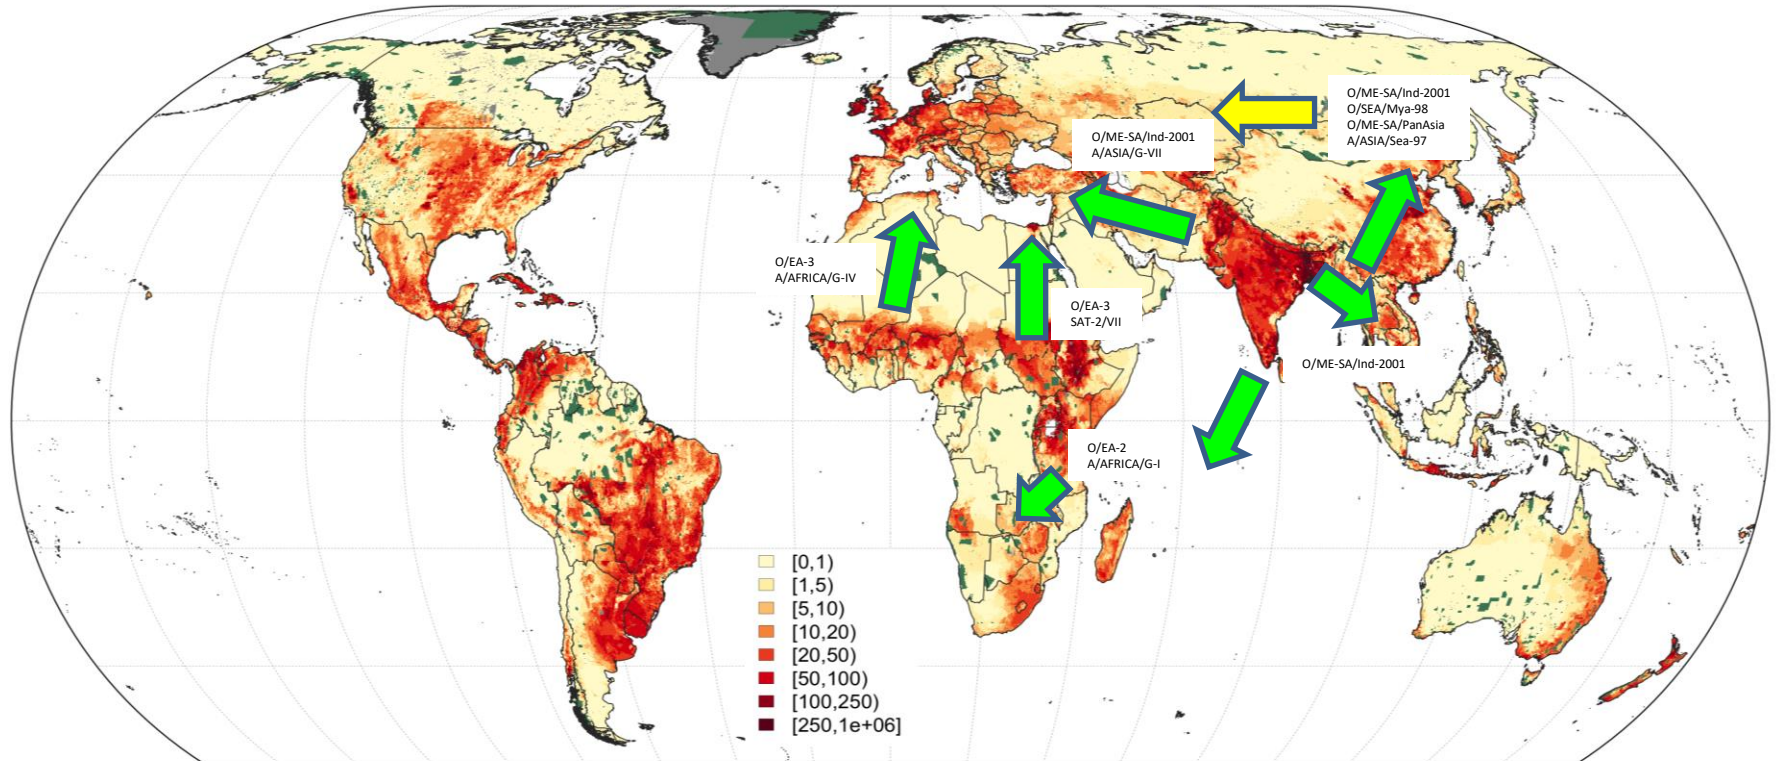 O/ME-SA/Ind-2001
O/SEA/Mya-98
O/ME-SA/PanAsia
A/ASIA/Sea-97
O/ME-SA/Ind-2001
A/ASIA/G-VII
O/EA-3
A/AFRICA/G-IV
O/EA-3
SAT-2/VII
O/ME-SA/Ind-2001
O/EA-2
A/AFRICA/G-I
[0,1)
[1,5)
[5,10)
[10,20)
[20,50)
[50,100)
[100,250)
[250,1e+06]